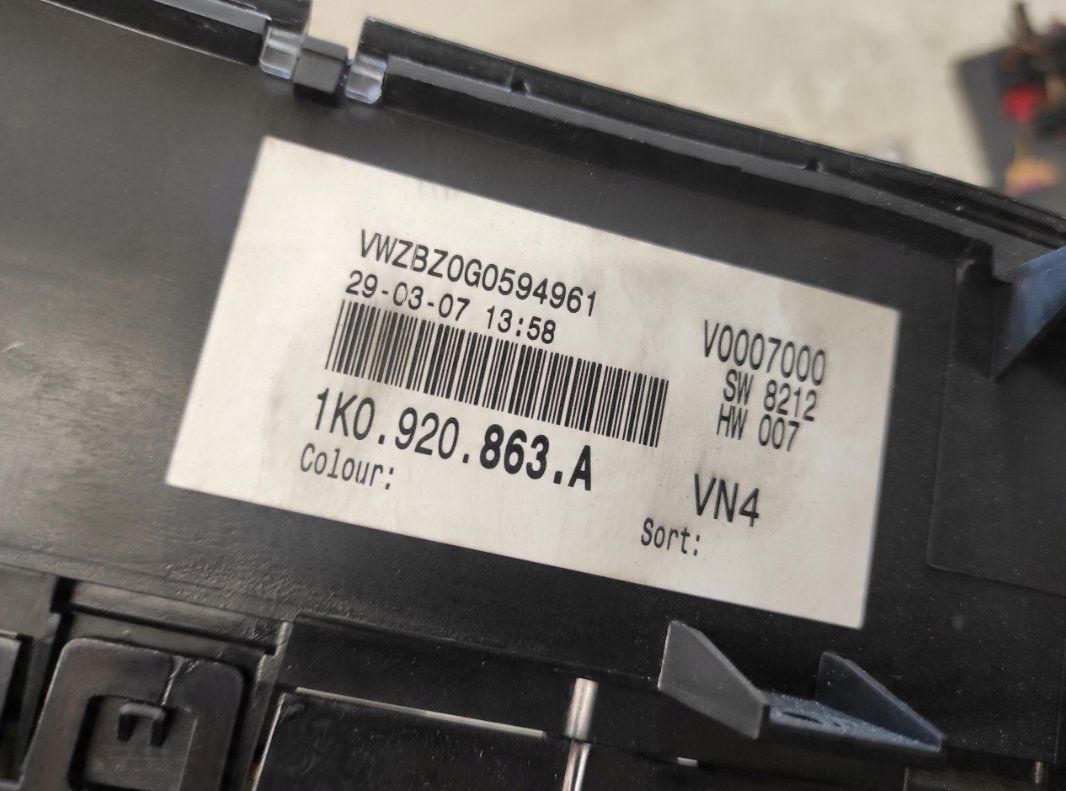 VWZBZ0G0594961
29-03-07 13:58
1K0.920.863.A
Colour:
V0007000
SW 8212
HW 007
VN4
Sort: